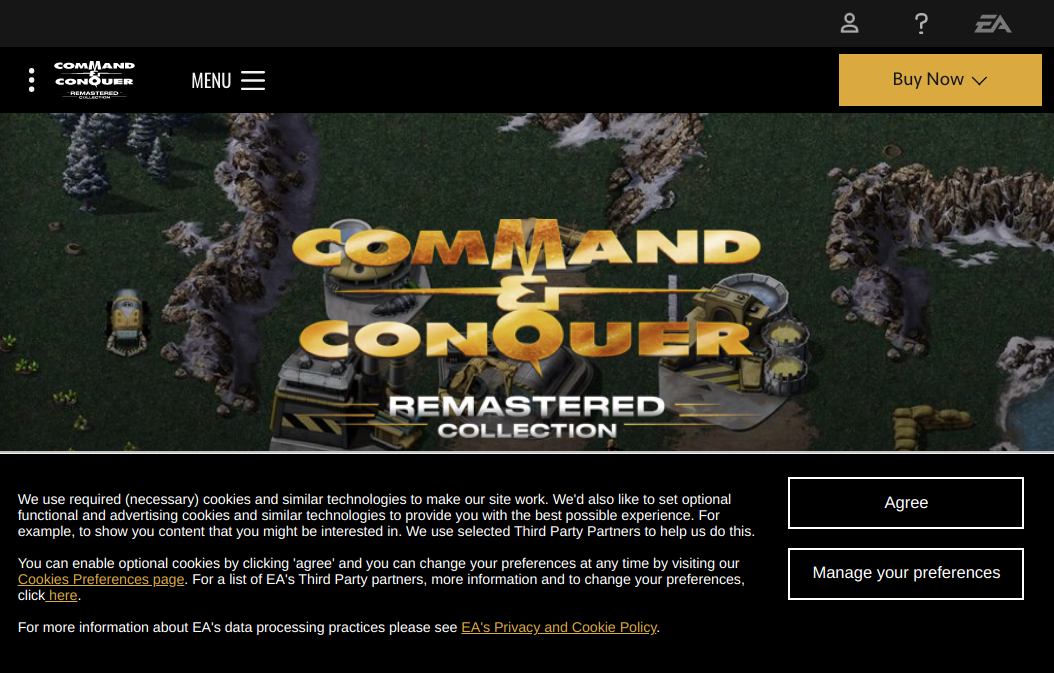 EA
COMMAND
&
CONQUER
REMASTERED
COLLECTION
MENU
Buy Now
COMMAND
&
CONQUER
REMASTERED
COLLECTION
We use required (necessary) cookies and similar technologies to make our site work. We'd also like to set optional
functional and advertising cookies and similar technologies to provide you with the best possible experience. For
example, to show you content that you might be interested in. We use selected Third Party Partners to help us do this.
You can enable optional cookies by clicking 'agree' and you can change your preferences at any time by visiting our
Cookies Preferences page. For a list of EA's Third Party partners, more information and to change your preferences,
click here.
For more information about EA's data processing practices please see EA's Privacy and Cookie Policy.
Agree
Manage your preferences